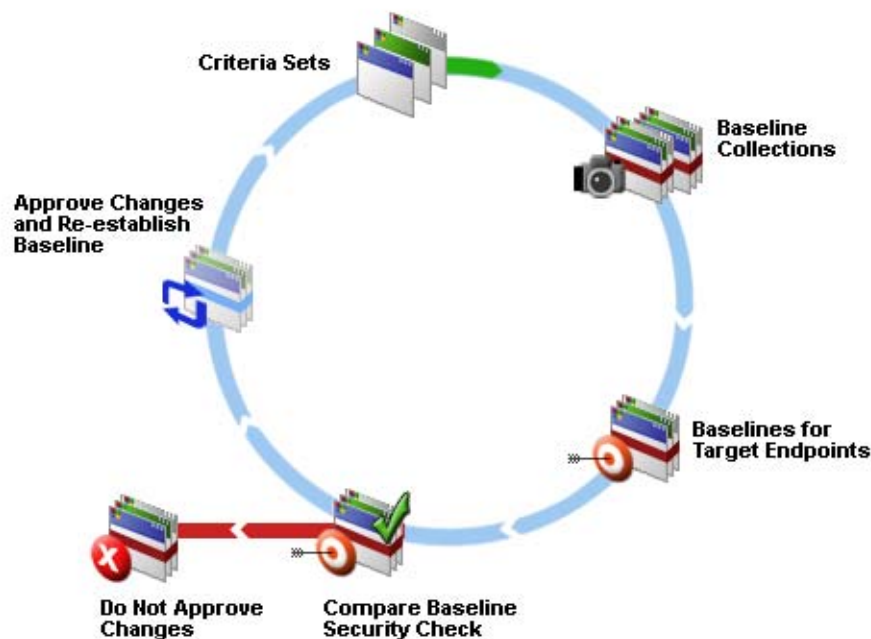 Criteria Sets
Baseline
Collections
Approve Changes
and Re-establish
Baseline
Baselines for
Target Endpoints
Do Not Approve
Changes
Compare Baseline
Security Check